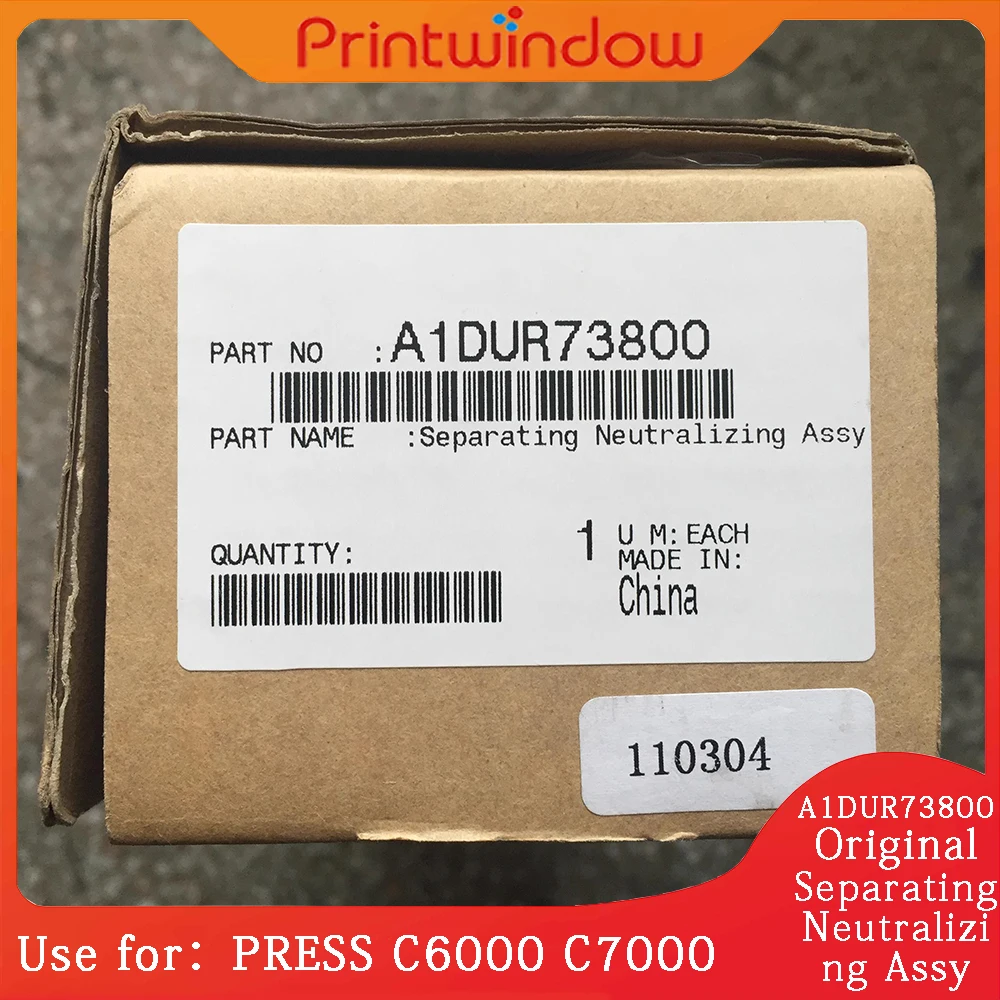 Printwindow
PART NO :A1DUR73800
PART NAME :Separating Neutralizing Assy
QUANTITY: 1 U M: EACH
MADE IN:
China
110304
A1DUR73800
Original
Separating
Neutralizi
ng Assy
Use for: PRESS C6000 C7000